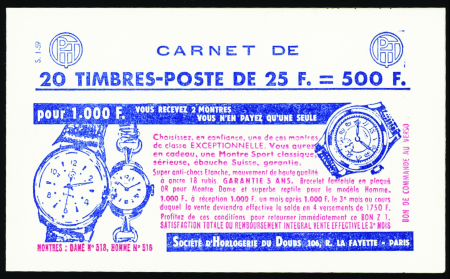 S. 1-59
PTT
CARNET DE
PTT
20 TIMBRES-POSTE DE 25 F. = 500 F.
pour 1.000 F. VOUS RECEVEZ 2 MONTRES
VOUS N'EN PAYEZ QU'UNE SEULE
Choisissez, en confiance, une de ces montres
de classe EXCEPTIONNELLE. Vous aurez
en cadeau, une Montre Sport classique,
sérieuse, ébauche Suisse, garantie.
Super anti-chocs Etanche, mouvement de haute qualité
à ancre 18 rubis, GARANTIE 5 ANS. Bracelet fantaisie en plaqué
OR pour Montre Dame et superbe reptile pour le modèle Homme.
1.000 F. à réception 1.000 F. un mois après 1.000 F. le 3e mois au cours
duquel la vente deviendra effective le solde en 4 versements de 1750 F.
Profitez de ces conditions pour retourner immédiatement ce BON Z 1.
SATISFACTION TOTALE OU REMBOURSEMENT INTÉGRAL VENTE EFFECTIVE LE 3e MOIS
MONTRES : DAME N° 518, HOMME N° 516
SOCIÉTÉ D'HORLOGERIE DU DOUBS, 106, R. LA FAYETTE - PARIS
BON DE COMMANDE AU VERSO